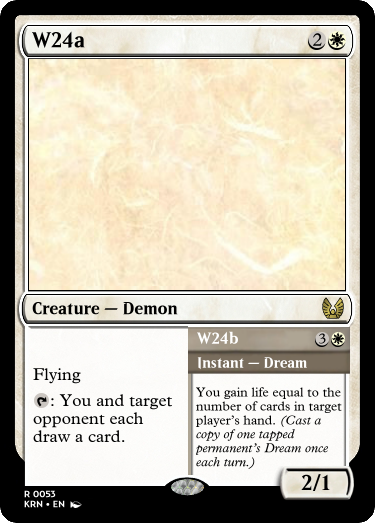 W24a 2
Creature — Demon
Flying
: You and target
opponent each
draw a card.
W24b 3
Instant — Dream
You gain life equal to the
number of cards in target
player's hand. (Cast a
copy of one tapped
permanent's Dream once
each turn.)
2/1
R 0053
KRN • EN